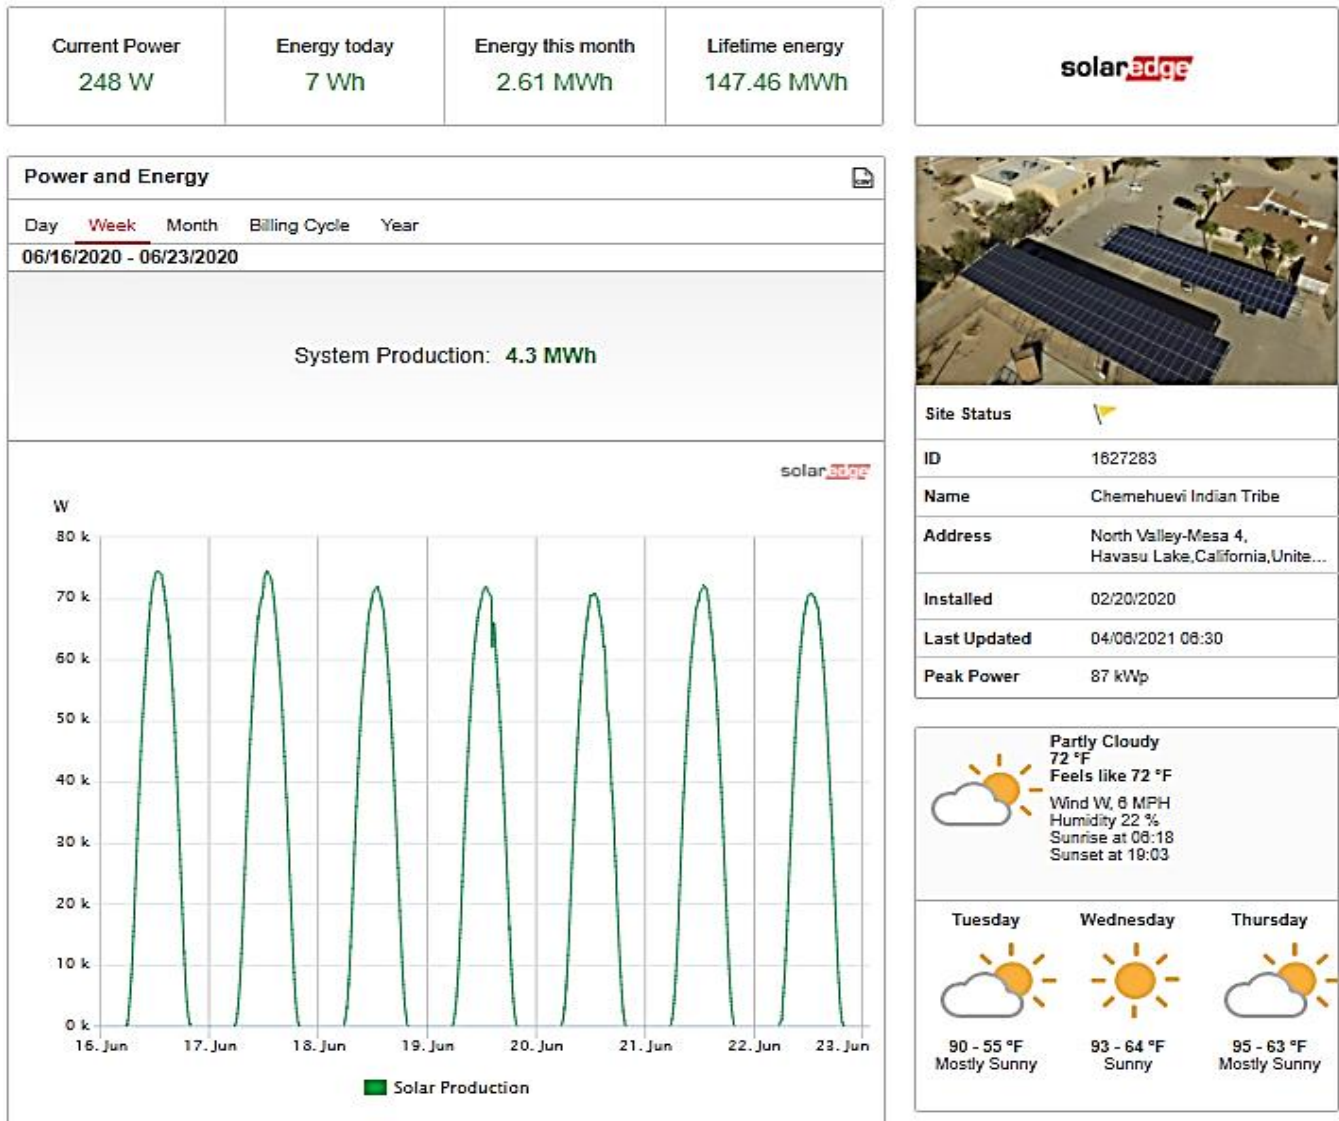 Current Power
248 W
Energy today
7 Wh
Energy this month
2.61 MWh
Lifetime energy
147.46 MWh
solaredge
Power and Energy
CSV
Day Week Month Billing Cycle Year
06/16/2020 - 06/23/2020
System Production: 4.3 MWh
solaredge
W
80 k
70 k
60 k
50 k
40 k
30 k
20 k
10 k
0 k
16. Jun 17. Jun 18. Jun 19. Jun 20. Jun 21. Jun 22. Jun 23. Jun
Solar Production
Site Status
ID 1627283
Name Chemehuevi Indian Tribe
Address North Valley-Mesa 4,
Havasu Lake,California,Unite...
Installed 02/20/2020
Last Updated 04/06/2021 06:30
Peak Power 87 kWp
Partly Cloudy
72 °F
Feels like 72 °F
Wind W, 6 MPH
Humidity 22 %
Sunrise at 06:18
Sunset at 19:03
Tuesday Wednesday Thursday
90 - 55 °F 93 - 64 °F 95 - 63 °F
Mostly Sunny Sunny Mostly Sunny